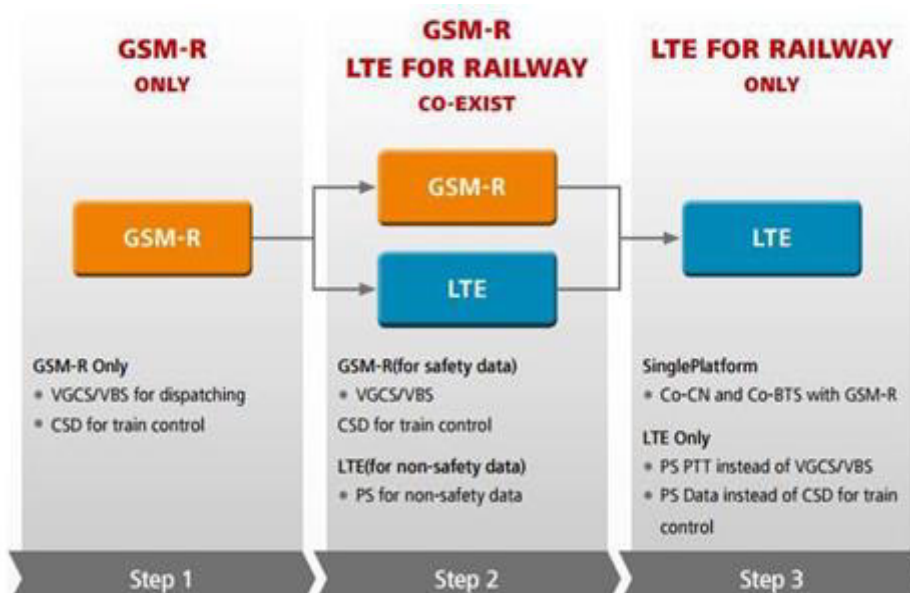 GSM-R
ONLY
GSM-R
GSM-R Only
• VGCS/VBS for dispatching
• CSD for train control
Step 1
GSM-R
LTE FOR RAILWAY
CO-EXIST
GSM-R
LTE
GSM-R(for safety data)
• VGCS/VBS
CSD for train control
LTE(for non-safety data)
• PS for non-safety data
Step 2
LTE FOR RAILWAY
ONLY
LTE
SinglePlatform
• Co-CN and Co-BTS with GSM-R
LTE Only
• PS PTT instead of VGCS/VBS
• PS Data instead of CSD for train
control
Step 3